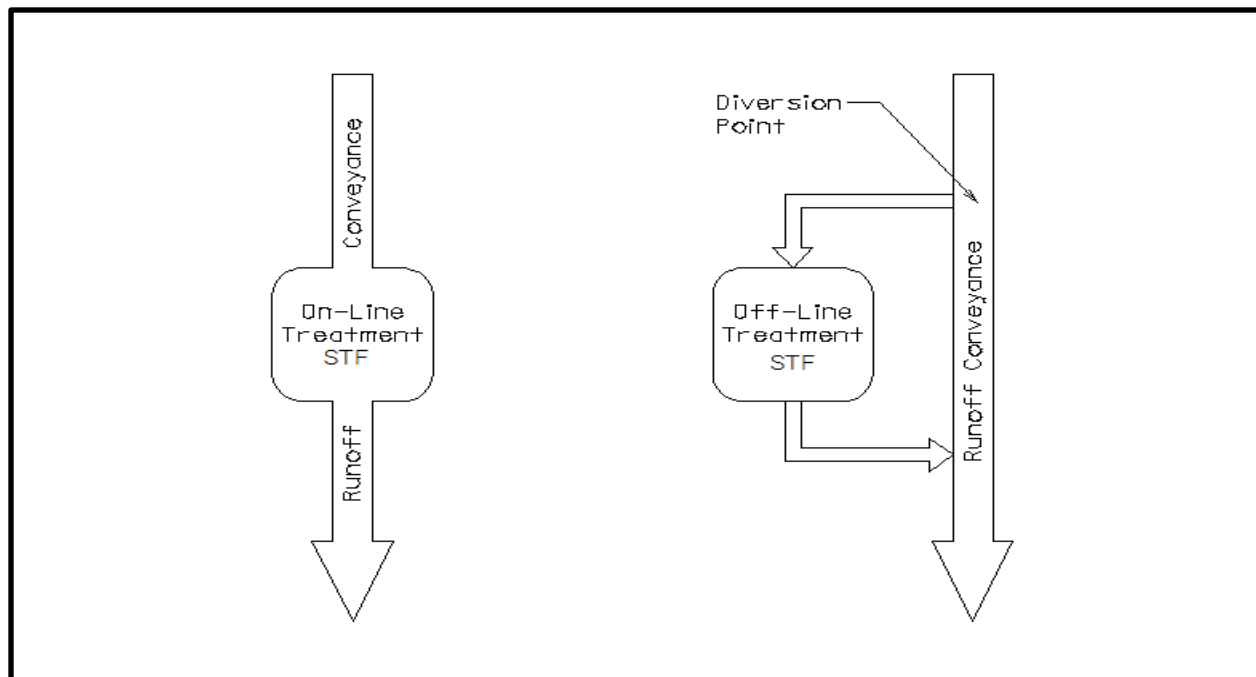 Conveyance
On-Line
Treatment
STF
Runoff
Diversion
Point
Off-Line
Treatment
STF
Runoff Conveyance